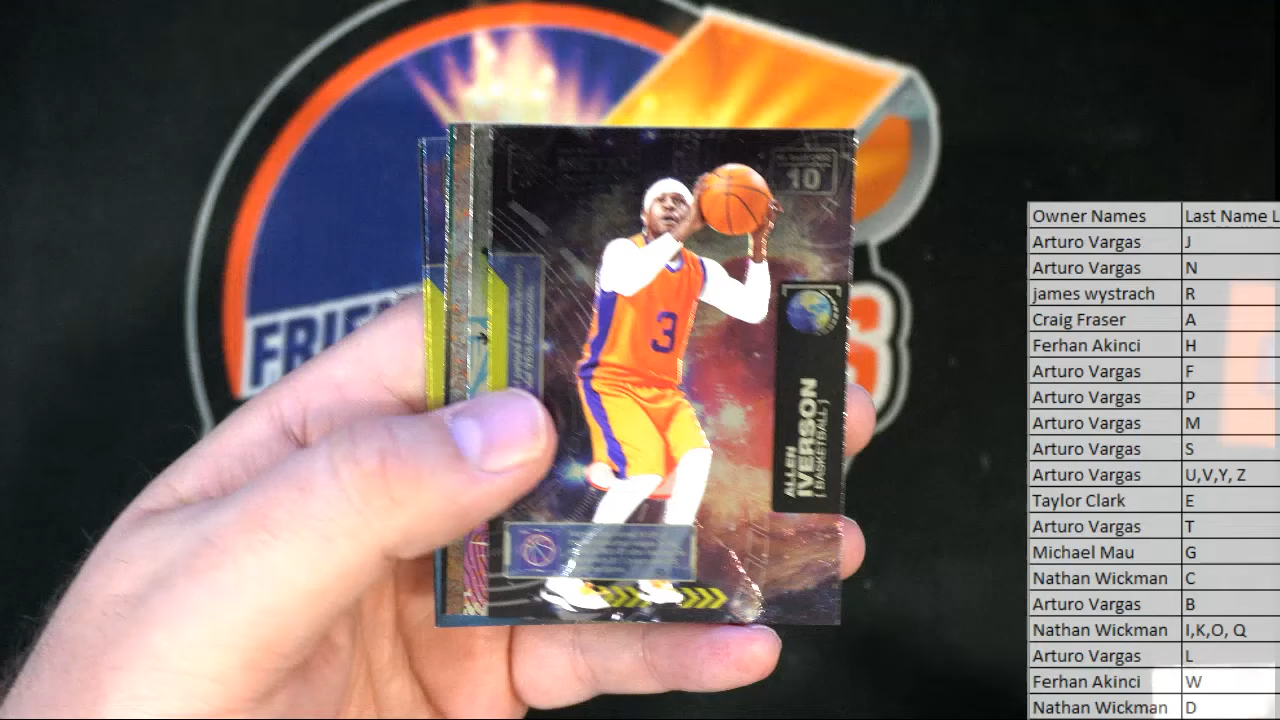 FRIE
METAL
10
3
ALLEN
IVERSON
[ BASKETBALL ]
Owner Names Last Name L
Arturo Vargas J
Arturo Vargas N
james wystrach R
Craig Fraser A
Ferhan Akinci H
Arturo Vargas F
Arturo Vargas P
Arturo Vargas M
Arturo Vargas S
Arturo Vargas U,V,Y, Z
Taylor Clark E
Arturo Vargas T
Michael Mau G
Nathan Wickman C
Arturo Vargas B
Nathan Wickman I,K,O, Q
Arturo Vargas L
Ferhan Akinci W
Nathan Wickman D